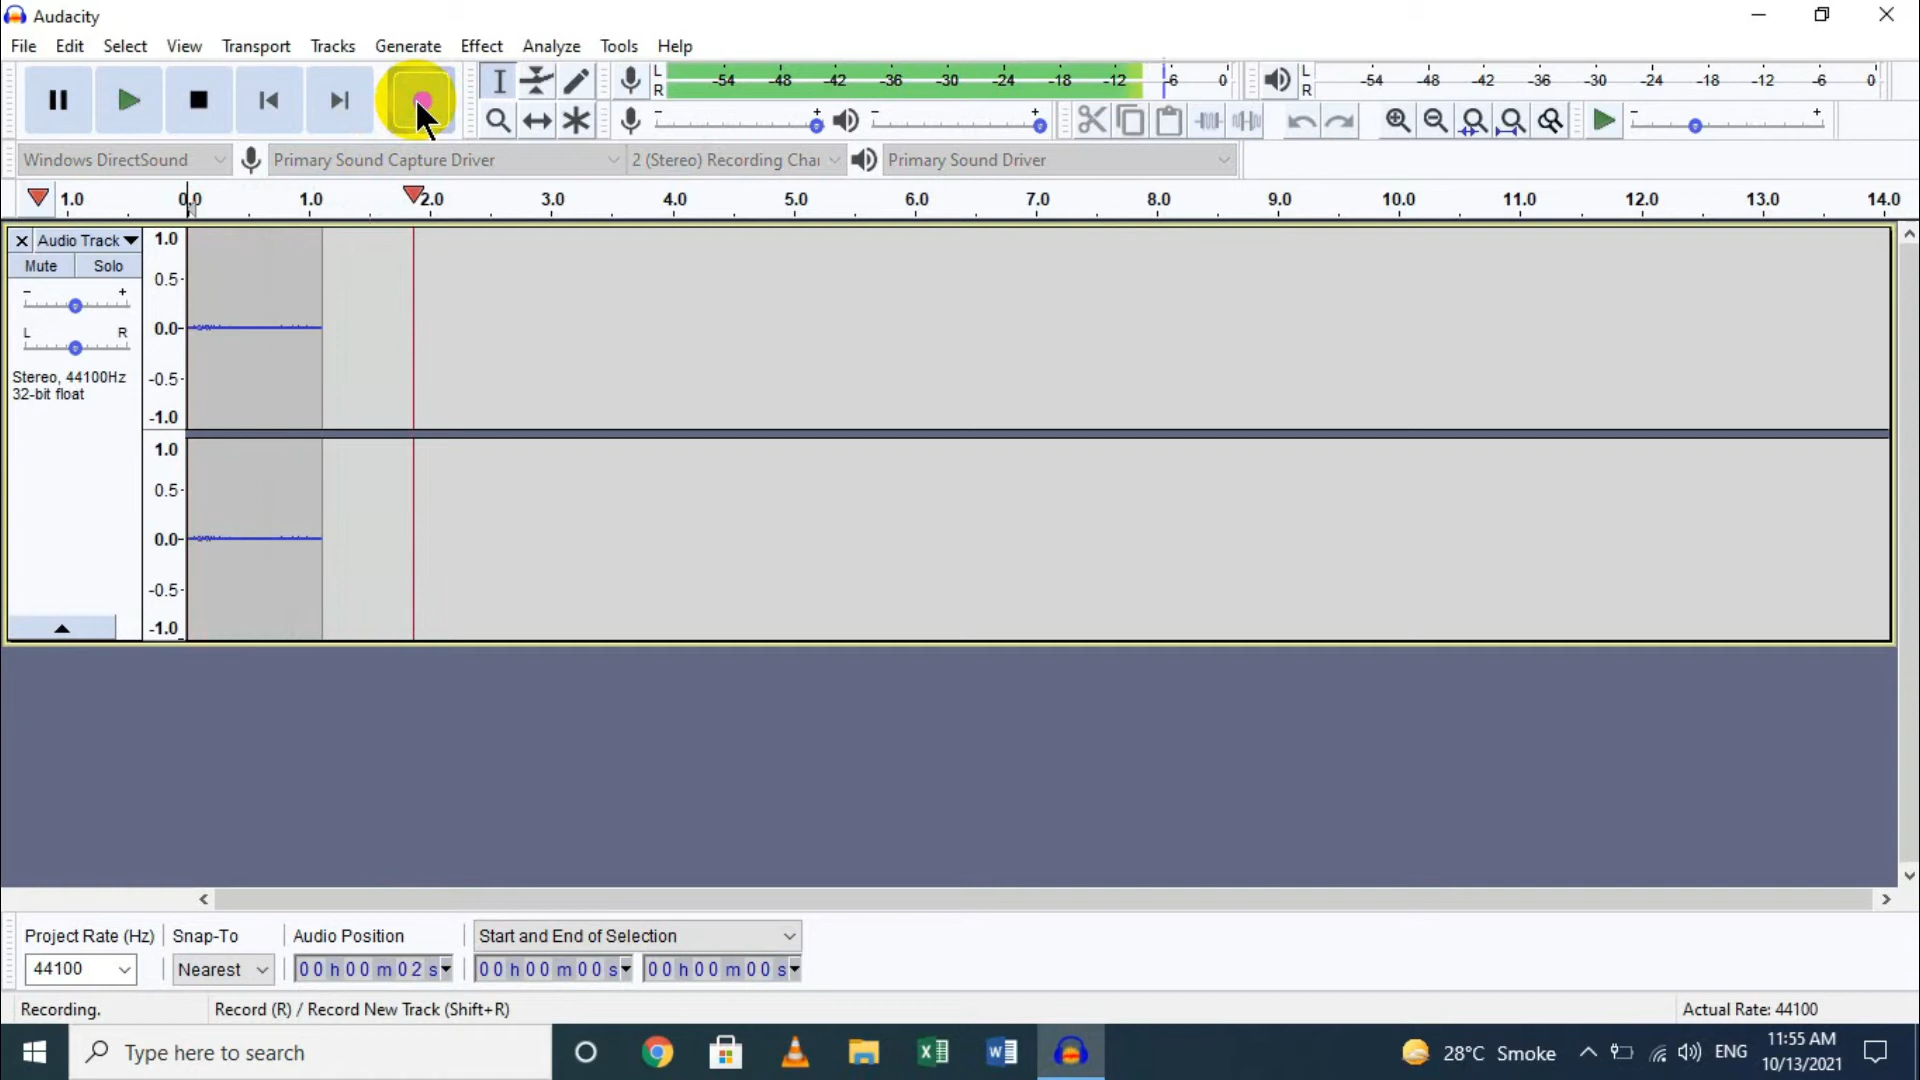 Audacity
File Edit Select View Transport Tracks Generate Effect Analyze Tools Help
L R -54 -48 -42 -36 -30 -24 -18 -12 -6 0
L R -54 -48 -42 -36 -30 -24 -18 -12 -6 0
- + - + - +
Windows DirectSound Primary Sound Capture Driver 2 (Stereo) Recording Chai Primary Sound Driver
1.0 0.0 1.0 2.0 3.0 4.0 5.0 6.0 7.0 8.0 9.0 10.0 11.0 12.0 13.0 14.0
Audio Track
Mute Solo
- +
L R
Stereo, 44100Hz
32-bit float
1.0
0.5-
0.0-
-0.5-
-1.0
1.0
0.5-
0.0-
-0.5-
-1.0
Project Rate (Hz) Snap-To Audio Position Start and End of Selection
44100 Nearest 00 h 00 m 02 s 00 h 00 m 00 s 00 h 00 m 00 s
Recording. Record (R) / Record New Track (Shift+R) Actual Rate: 44100
Type here to search 28°C Smoke ENG 11:55 AM
10/13/2021